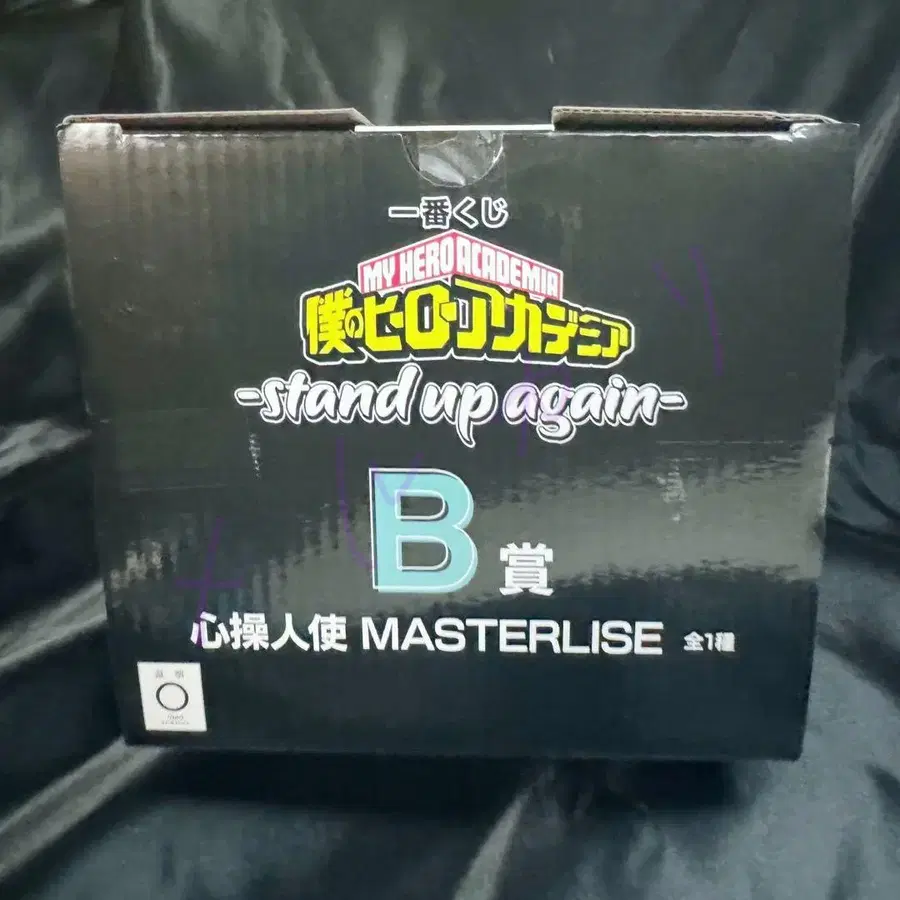 一番くじ
MY HERO ACADEMIA
僕のヒーローアカデミア
-stand up again-
B賞
心操人使 MASTERLISE 全1種